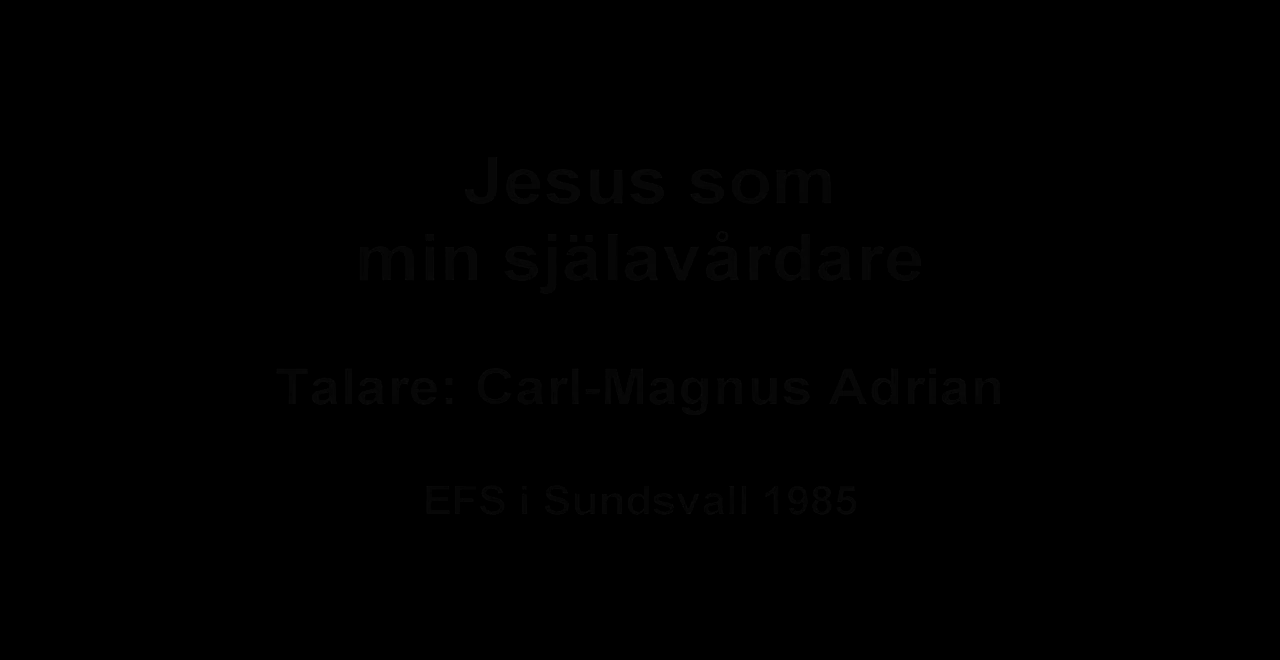 Jesus som
min själavårdare
Talare: Carl-Magnus Adrian
EFS i Sundsvall 1985